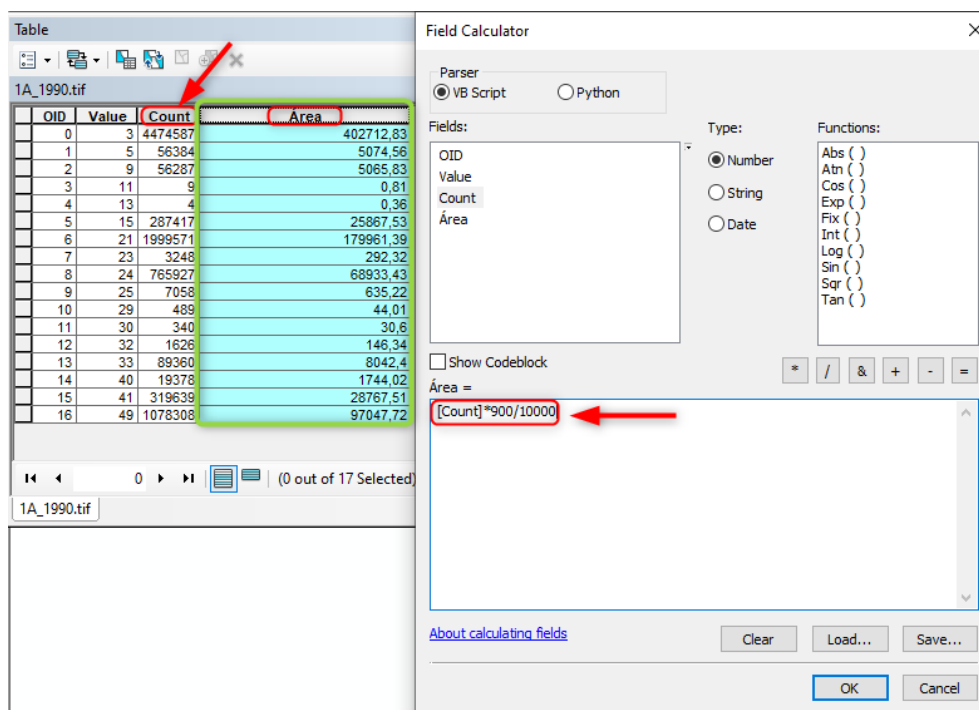 Table
1A_1990.tif
OID Value Count Área
0 3 4474587 402712,83
1 5 56384 5074,56
2 9 56287 5065,83
3 11 9 0,81
4 13 4 0,36
5 15 287417 25867,53
6 21 1999571 179961,39
7 23 3248 292,32
8 24 765927 68933,43
9 25 7058 635,22
10 29 489 44,01
11 30 340 30,6
12 32 1626 146,34
13 33 89360 8042,4
14 40 19378 1744,02
15 41 319639 28767,51
16 49 1078308 97047,72
0 (0 out of 17 Selected)
1A_1990.tif
Field Calculator
Parser
VB Script Python
Fields:
OID
Value
Count
Área
Type:
Number
String
Date
Functions:
Abs ( )
Atn ( )
Cos ( )
Exp ( )
Fix ( )
Int ( )
Log ( )
Sin ( )
Sqr ( )
Tan ( )
Show Codeblock
* / & + - =
Área =
[Count]*900/10000
About calculating fields
Clear Load... Save...
OK Cancel